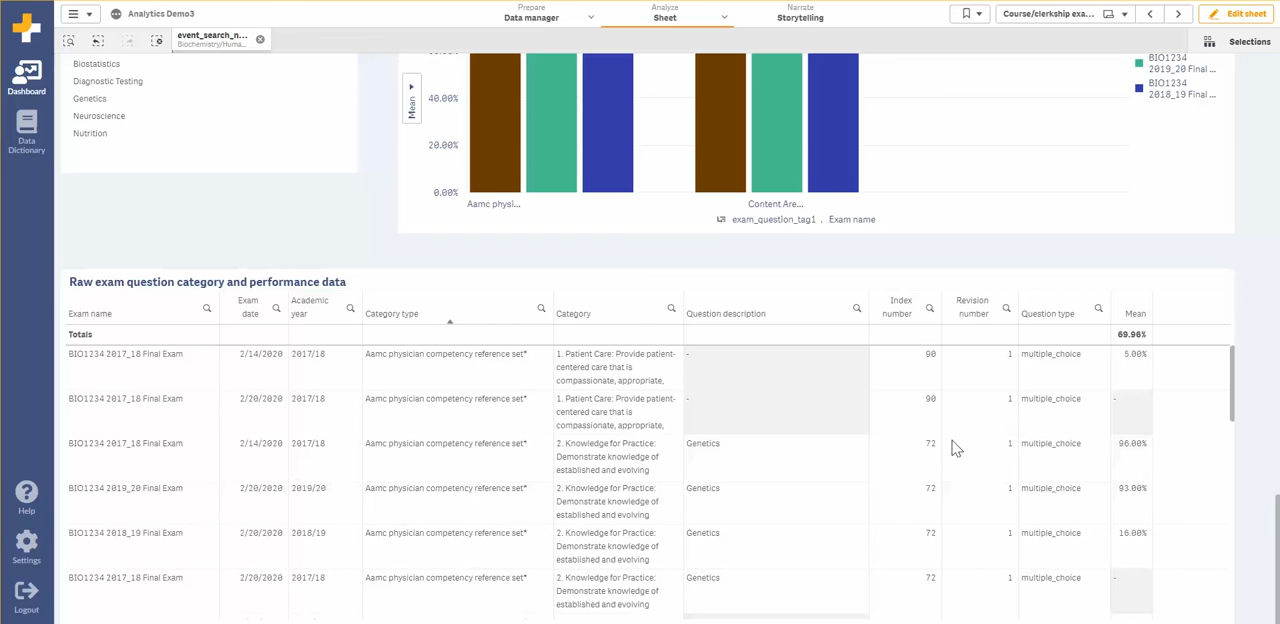 Analytics Demo3
Prepare
Data manager
Analyze
Sheet
Narrate
Storytelling
Course/clerkship exa...
Edit sheet
event_search_n...
Biochemistry/Huma...
Selections
Dashboard
Data
Dictionary
Help
Settings
Logout
Biostatistics
Diagnostic Testing
Genetics
Neuroscience
Nutrition
Mean
40.00%
20.00%
0.00%
Aamc physi...
Content Are...
exam_question_tag1 . Exam name
BIO1234
2019_20 Final ...
BIO1234
2018_19 Final ...
Raw exam question category and performance data
Exam name
Exam
date
Academic
year
Category type
Category
Question description
Index
number
Revision
number
Question type
Mean
Totals
69.96%
BIO1234 2017_18 Final Exam 2/14/2020 2017/18 Aamc physician competency reference set* 1. Patient Care: Provide patient- - 90 1 multiple_choice 5.00%
centered care that is
compassionate, appropriate,
BIO1234 2017_18 Final Exam 2/20/2020 2017/18 Aamc physician competency reference set* 1. Patient Care: Provide patient- - 90 1 multiple_choice -
centered care that is
compassionate, appropriate,
BIO1234 2017_18 Final Exam 2/14/2020 2017/18 Aamc physician competency reference set* 2. Knowledge for Practice: Genetics 72 1 multiple_choice 96.00%
Demonstrate knowledge of
established and evolving
BIO1234 2019_20 Final Exam 2/20/2020 2019/20 Aamc physician competency reference set* 2. Knowledge for Practice: Genetics 72 1 multiple_choice 93.00%
Demonstrate knowledge of
established and evolving
BIO1234 2018_19 Final Exam 2/20/2020 2018/19 Aamc physician competency reference set* 2. Knowledge for Practice: Genetics 72 1 multiple_choice 16.00%
Demonstrate knowledge of
established and evolving
BIO1234 2017_18 Final Exam 2/20/2020 2017/18 Aamc physician competency reference set* 2. Knowledge for Practice: Genetics 72 1 multiple_choice -
Demonstrate knowledge of
established and evolving